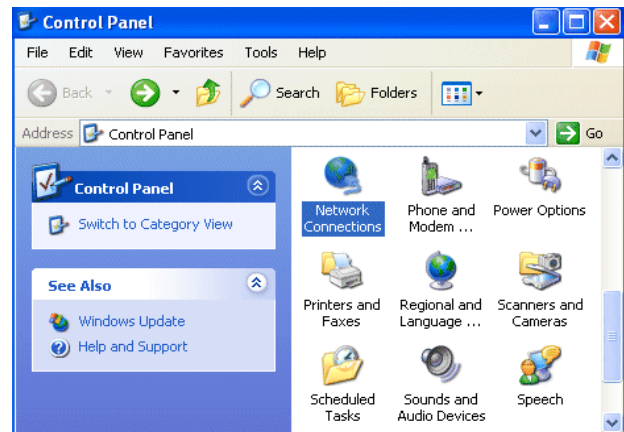 Control Panel
File Edit View Favorites Tools Help
Back Search Folders
Address Control Panel Go
Control Panel
Switch to Category View
See Also
Windows Update
Help and Support
Network Connections
Phone and Modem ...
Power Options
Printers and Faxes
Regional and Language ...
Scanners and Cameras
Scheduled Tasks
Sounds and Audio Devices
Speech